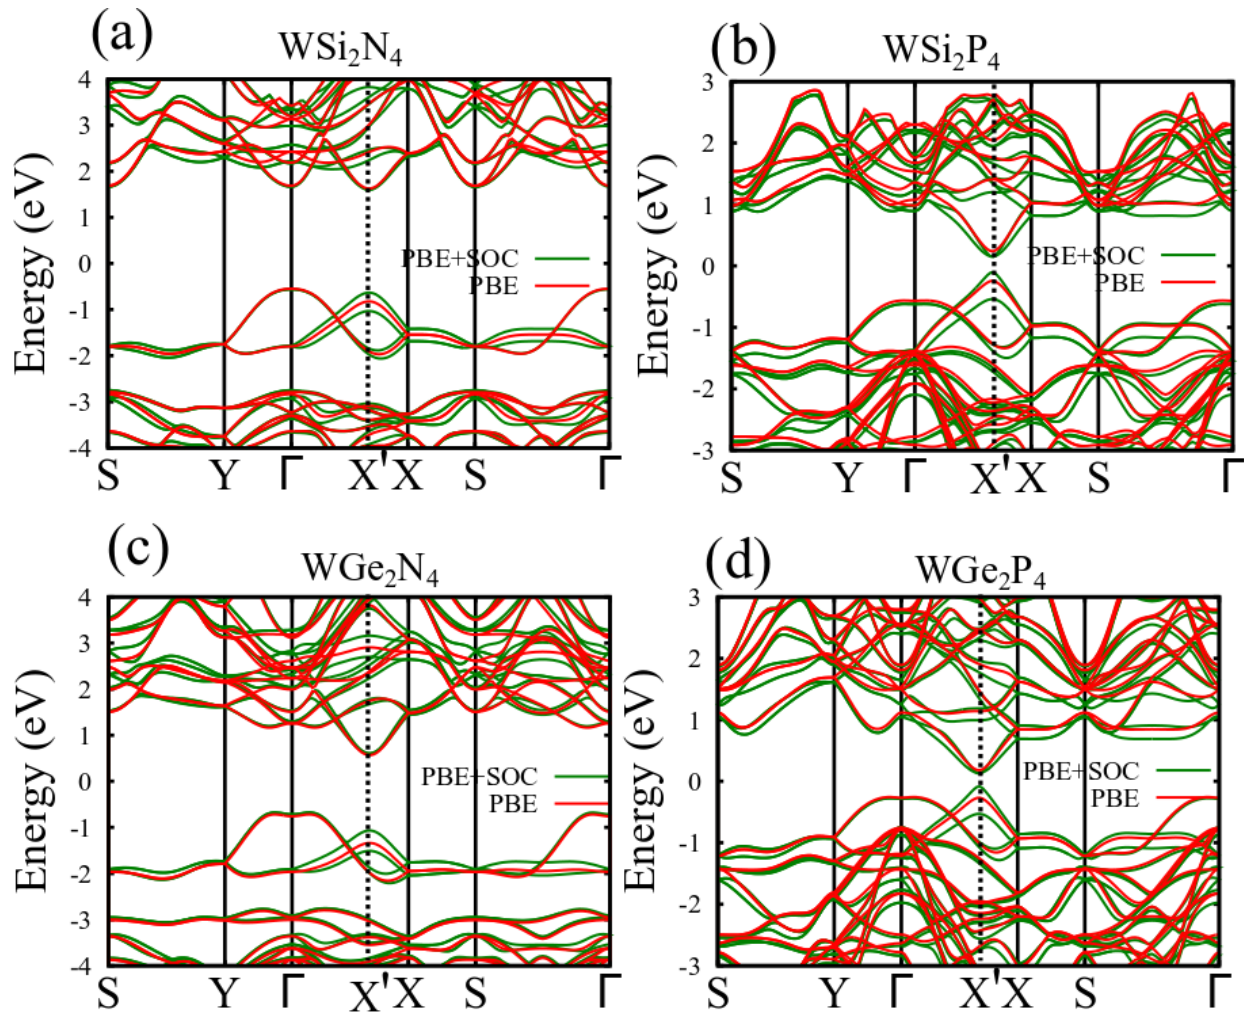 (a)
WSi₂N₄
Energy (eV)
4
3
2
1
0
-1
-2
-3
-4
PBE+SOC
PBE
S Y Γ X' X S Γ
(b)
WSi₂P₄
Energy (eV)
3
2
1
0
-1
-2
-3
PBE+SOC
PBE
S Y Γ X' X S Γ
(c)
WGe₂N₄
Energy (eV)
4
3
2
1
0
-1
-2
-3
-4
PBE+SOC
PBE
S Y Γ X' X S Γ
(d)
WGe₂P₄
Energy (eV)
3
2
1
0
-1
-2
-3
PBE+SOC
PBE
S Y Γ X' X S Γ